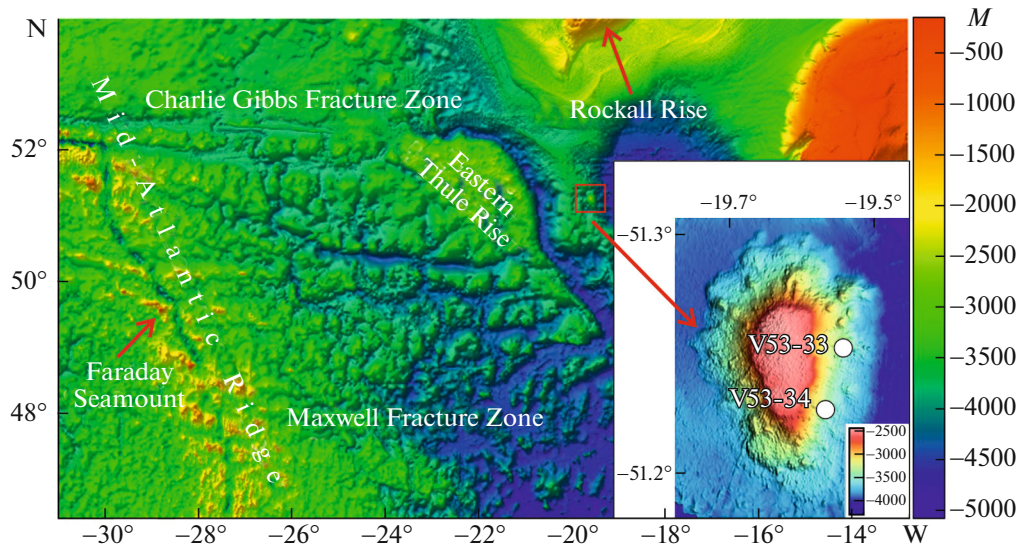 N
M
−500
−1000
−1500
−2000
−2500
−3000
−3500
−4000
−4500
−5000
52°
50°
48°
Mid-Atlantic Ridge
Charlie Gibbs Fracture Zone
Rockall Rise
Eastern
Thule Rise
Faraday
Seamount
Maxwell Fracture Zone
−19.7
−19.5
−51.3
−51.2
V53-33
V53-34
−2500
−3000
−3500
−4000
−30°
−28°
−26°
−24°
−22°
−20°
−18°
−16°
−14°
W